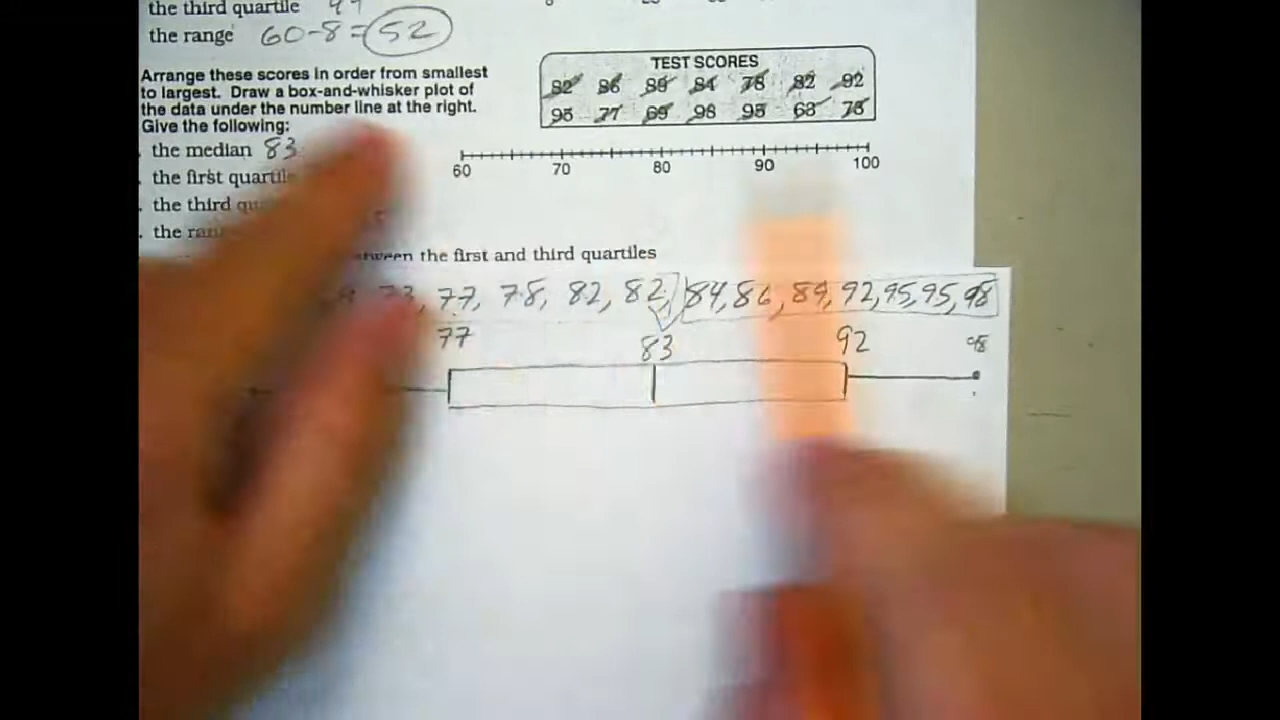 the third quartile
the range 60-8=52
Arrange these scores in order from smallest
to largest. Draw a box-and-whisker plot of
the data under the number line at the right.
Give the following:
. the median 83
. the first quartile
. the third
. the
between the first and third quartiles
TEST SCORES
82 86 89 84 78 82 92
95 77 69 98 95 68 73
60 70 80 90 100
77, 78, 82, 82, 84, 86, 89, 92, 95, 95, 98
77 83 92 98